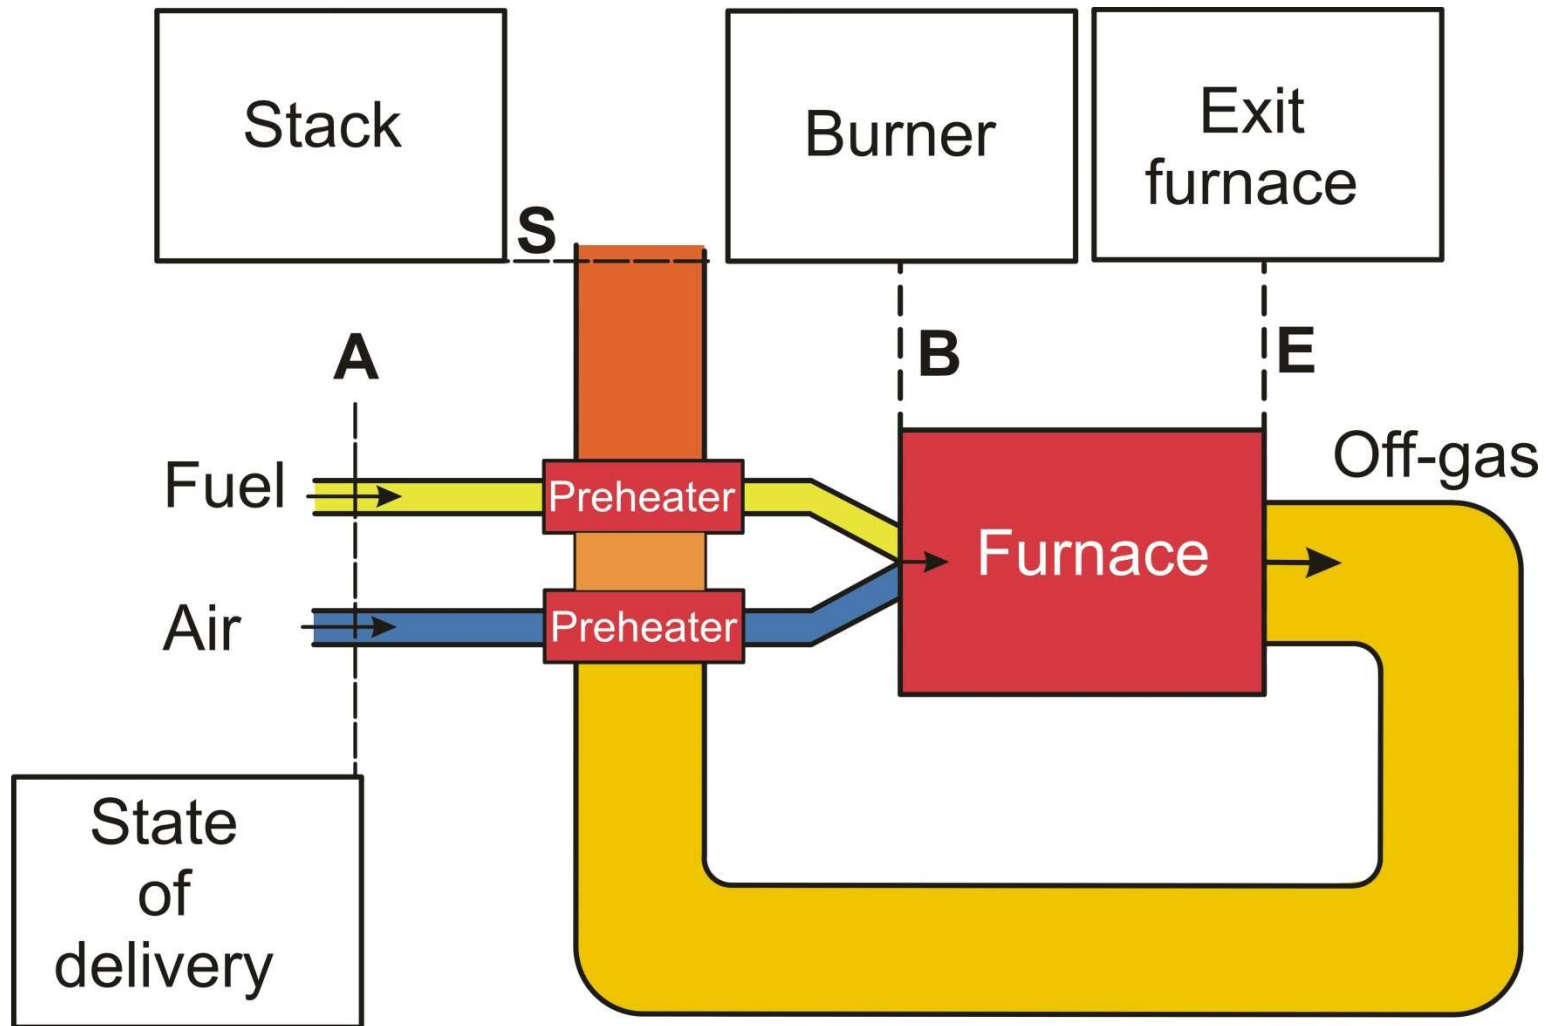 Stack
Burner
Exit
furnace
S
A
B
E
Fuel
Preheater
Off-gas
Furnace
Air
Preheater
State
of
delivery